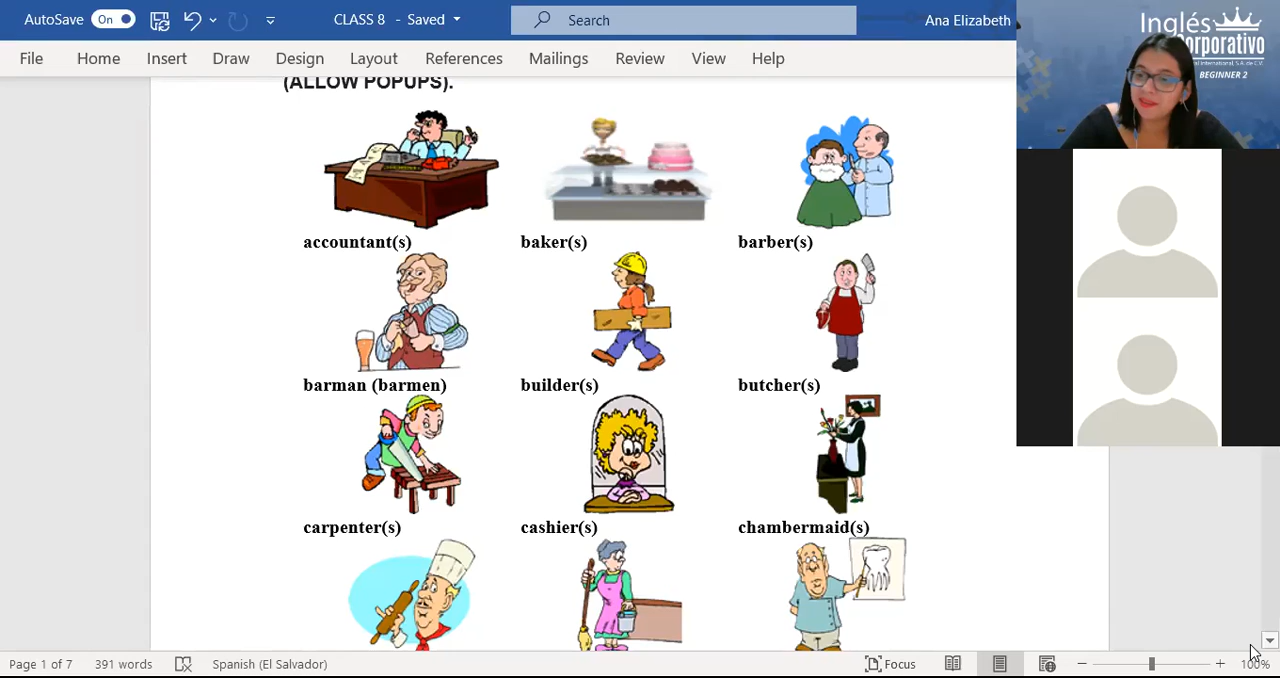 AutoSave On CLASS 8 - Saved Search Ana Elizabeth
File Home Insert Draw Design Layout References Mailings Review View Help
Inglés
Corporativo
BEGINNER 2
(ALLOW POPUPS).
accountant(s) baker(s) barber(s)
barman (barmen) builder(s) butcher(s)
carpenter(s) cashier(s) chambermaid(s)
Page 1 of 7 391 words Spanish (El Salvador) Focus 100%